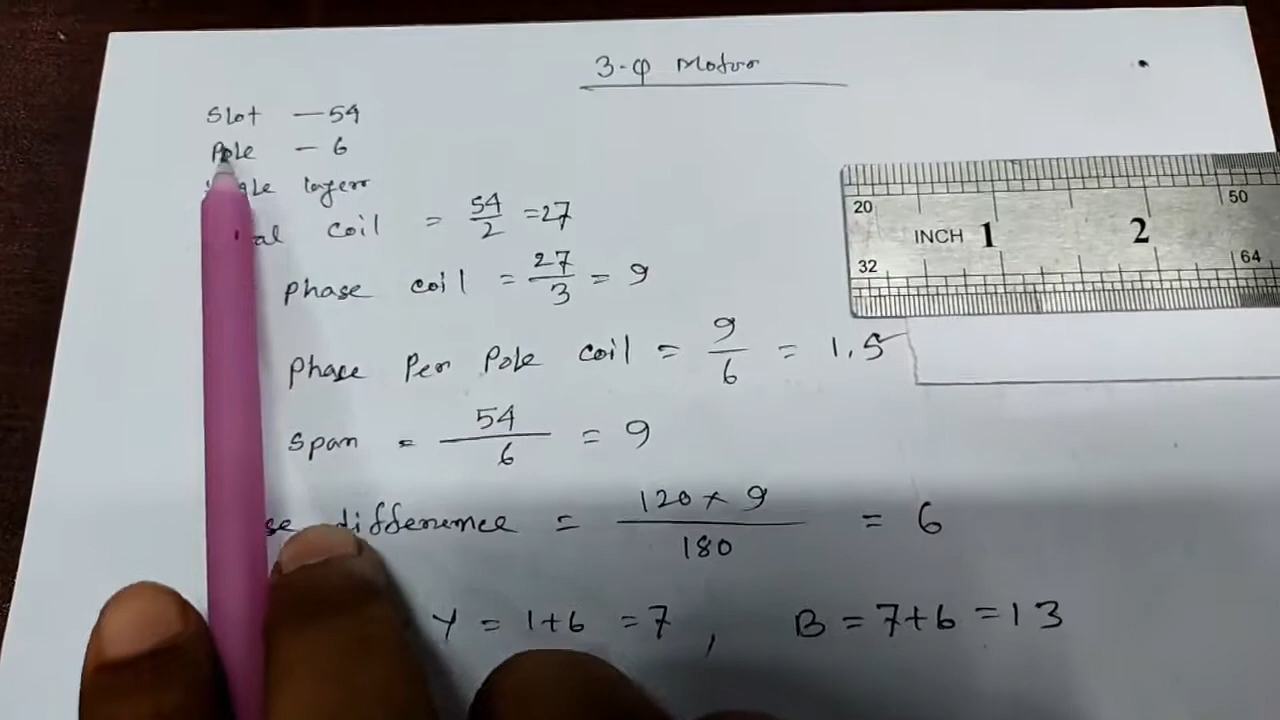 3-φ Motor
Slot — 54
Pole — 6
layer
coil = 54/2 = 27
phase coil = 27/3 = 9
phase Per Pole coil = 9/6 = 1.5
span = 54/6 = 9
difference = 120 × 9 / 180 = 6
Y = 1+6 = 7 , B = 7+6 = 13
20 50
INCH 1 2
32 64